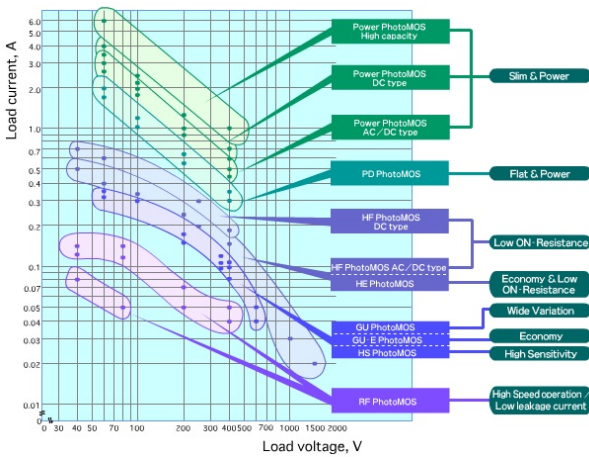 Load current, A
6.0
5.0
4.0
3.0
2.0
1.0
0.7
0.5
0.4
0.3
0.2
0.1
0.07
0.05
0.04
0.03
0.02
0.01
0
20 30 40 50 70 100 200 300 400 500 700 1000 1500 2000
Load voltage, V
Power PhotoMOS
High capacity
Power PhotoMOS
DC type
Power PhotoMOS
AC/DC type
PD PhotoMOS
HF PhotoMOS
DC type
HF PhotoMOS AC/DC type
HE PhotoMOS
GU PhotoMOS
GU-E PhotoMOS
HS PhotoMOS
RF PhotoMOS
Slim & Power
Flat & Power
Low ON-Resistance
Economy & Low
ON-Resistance
Wide Variation
Economy
High Sensitivity
High Speed operation /
Low leakage current